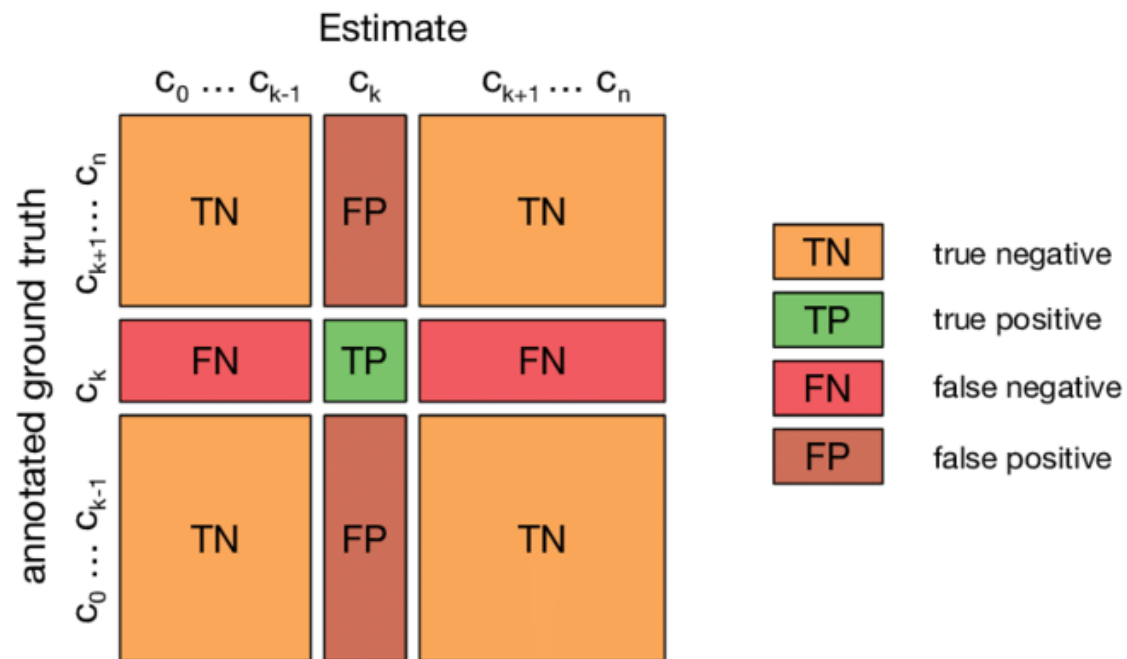 Estimate
c₀ ... cₖ₋₁ cₖ cₖ₊₁ ... cₙ
annotated ground truth
cₖ₊₁ ... cₙ
TN FP TN
cₖ
FN TP FN
c₀ ... cₖ₋₁
TN FP TN
TN true negative
TP true positive
FN false negative
FP false positive